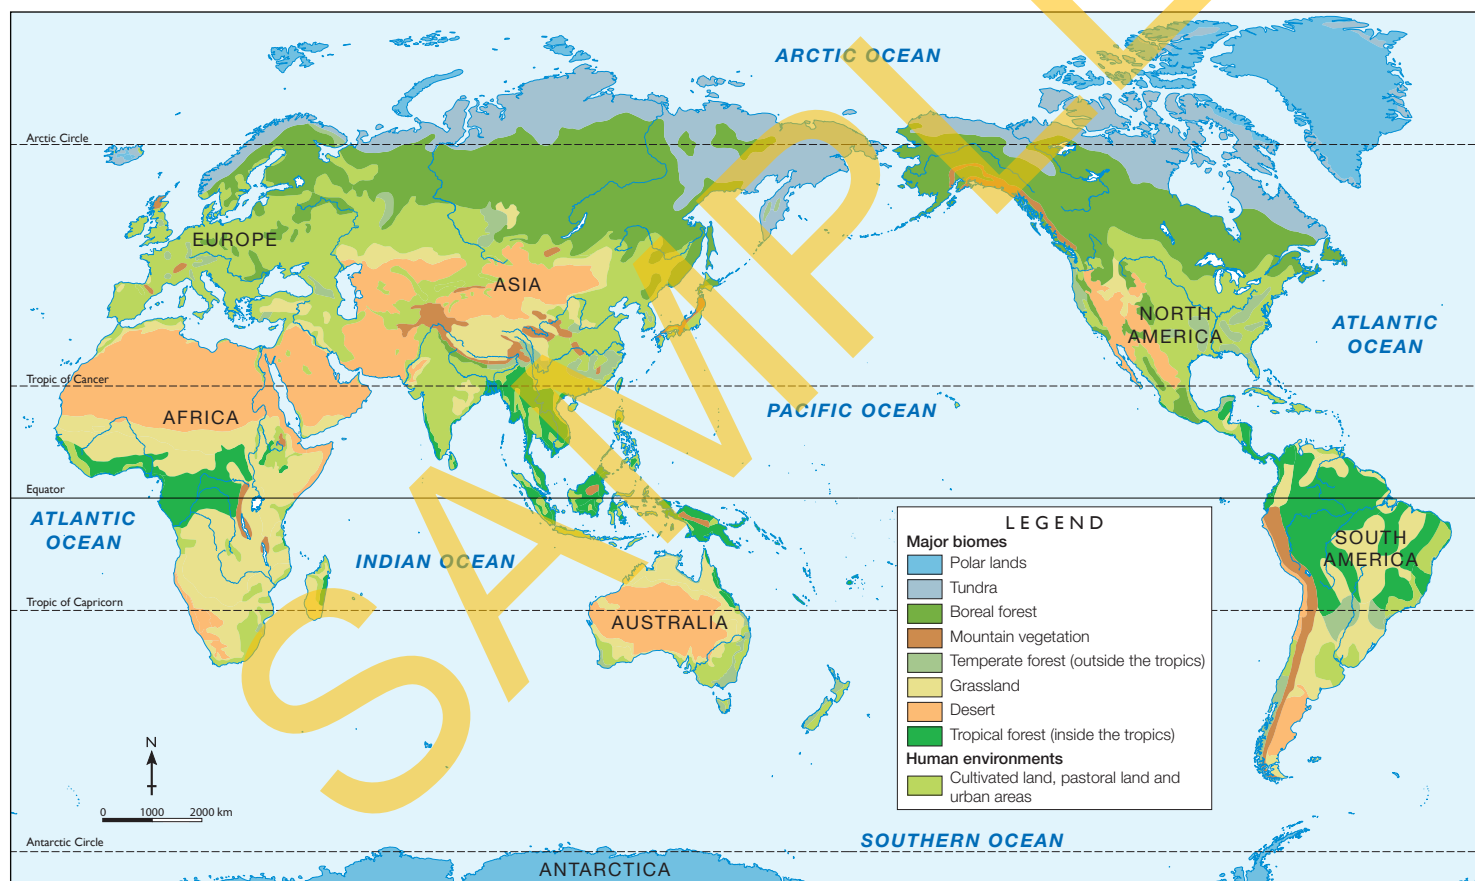 ARCTIC OCEAN
Arctic Circle
EUROPE
ASIA
NORTH
AMERICA
ATLANTIC
OCEAN
Tropic of Cancer
AFRICA
PACIFIC OCEAN
Equator
ATLANTIC
OCEAN
INDIAN OCEAN
SOUTH
AMERICA
Tropic of Capricorn
AUSTRALIA
LEGEND
Major biomes
Polar lands
Tundra
Boreal forest
Mountain vegetation
Temperate forest (outside the tropics)
Grassland
Desert
Tropical forest (inside the tropics)
Human environments
Cultivated land, pastoral land and
urban areas
N
0 1000 2000 km
Antarctic Circle
SOUTHERN OCEAN
ANTARCTICA
SAMPL